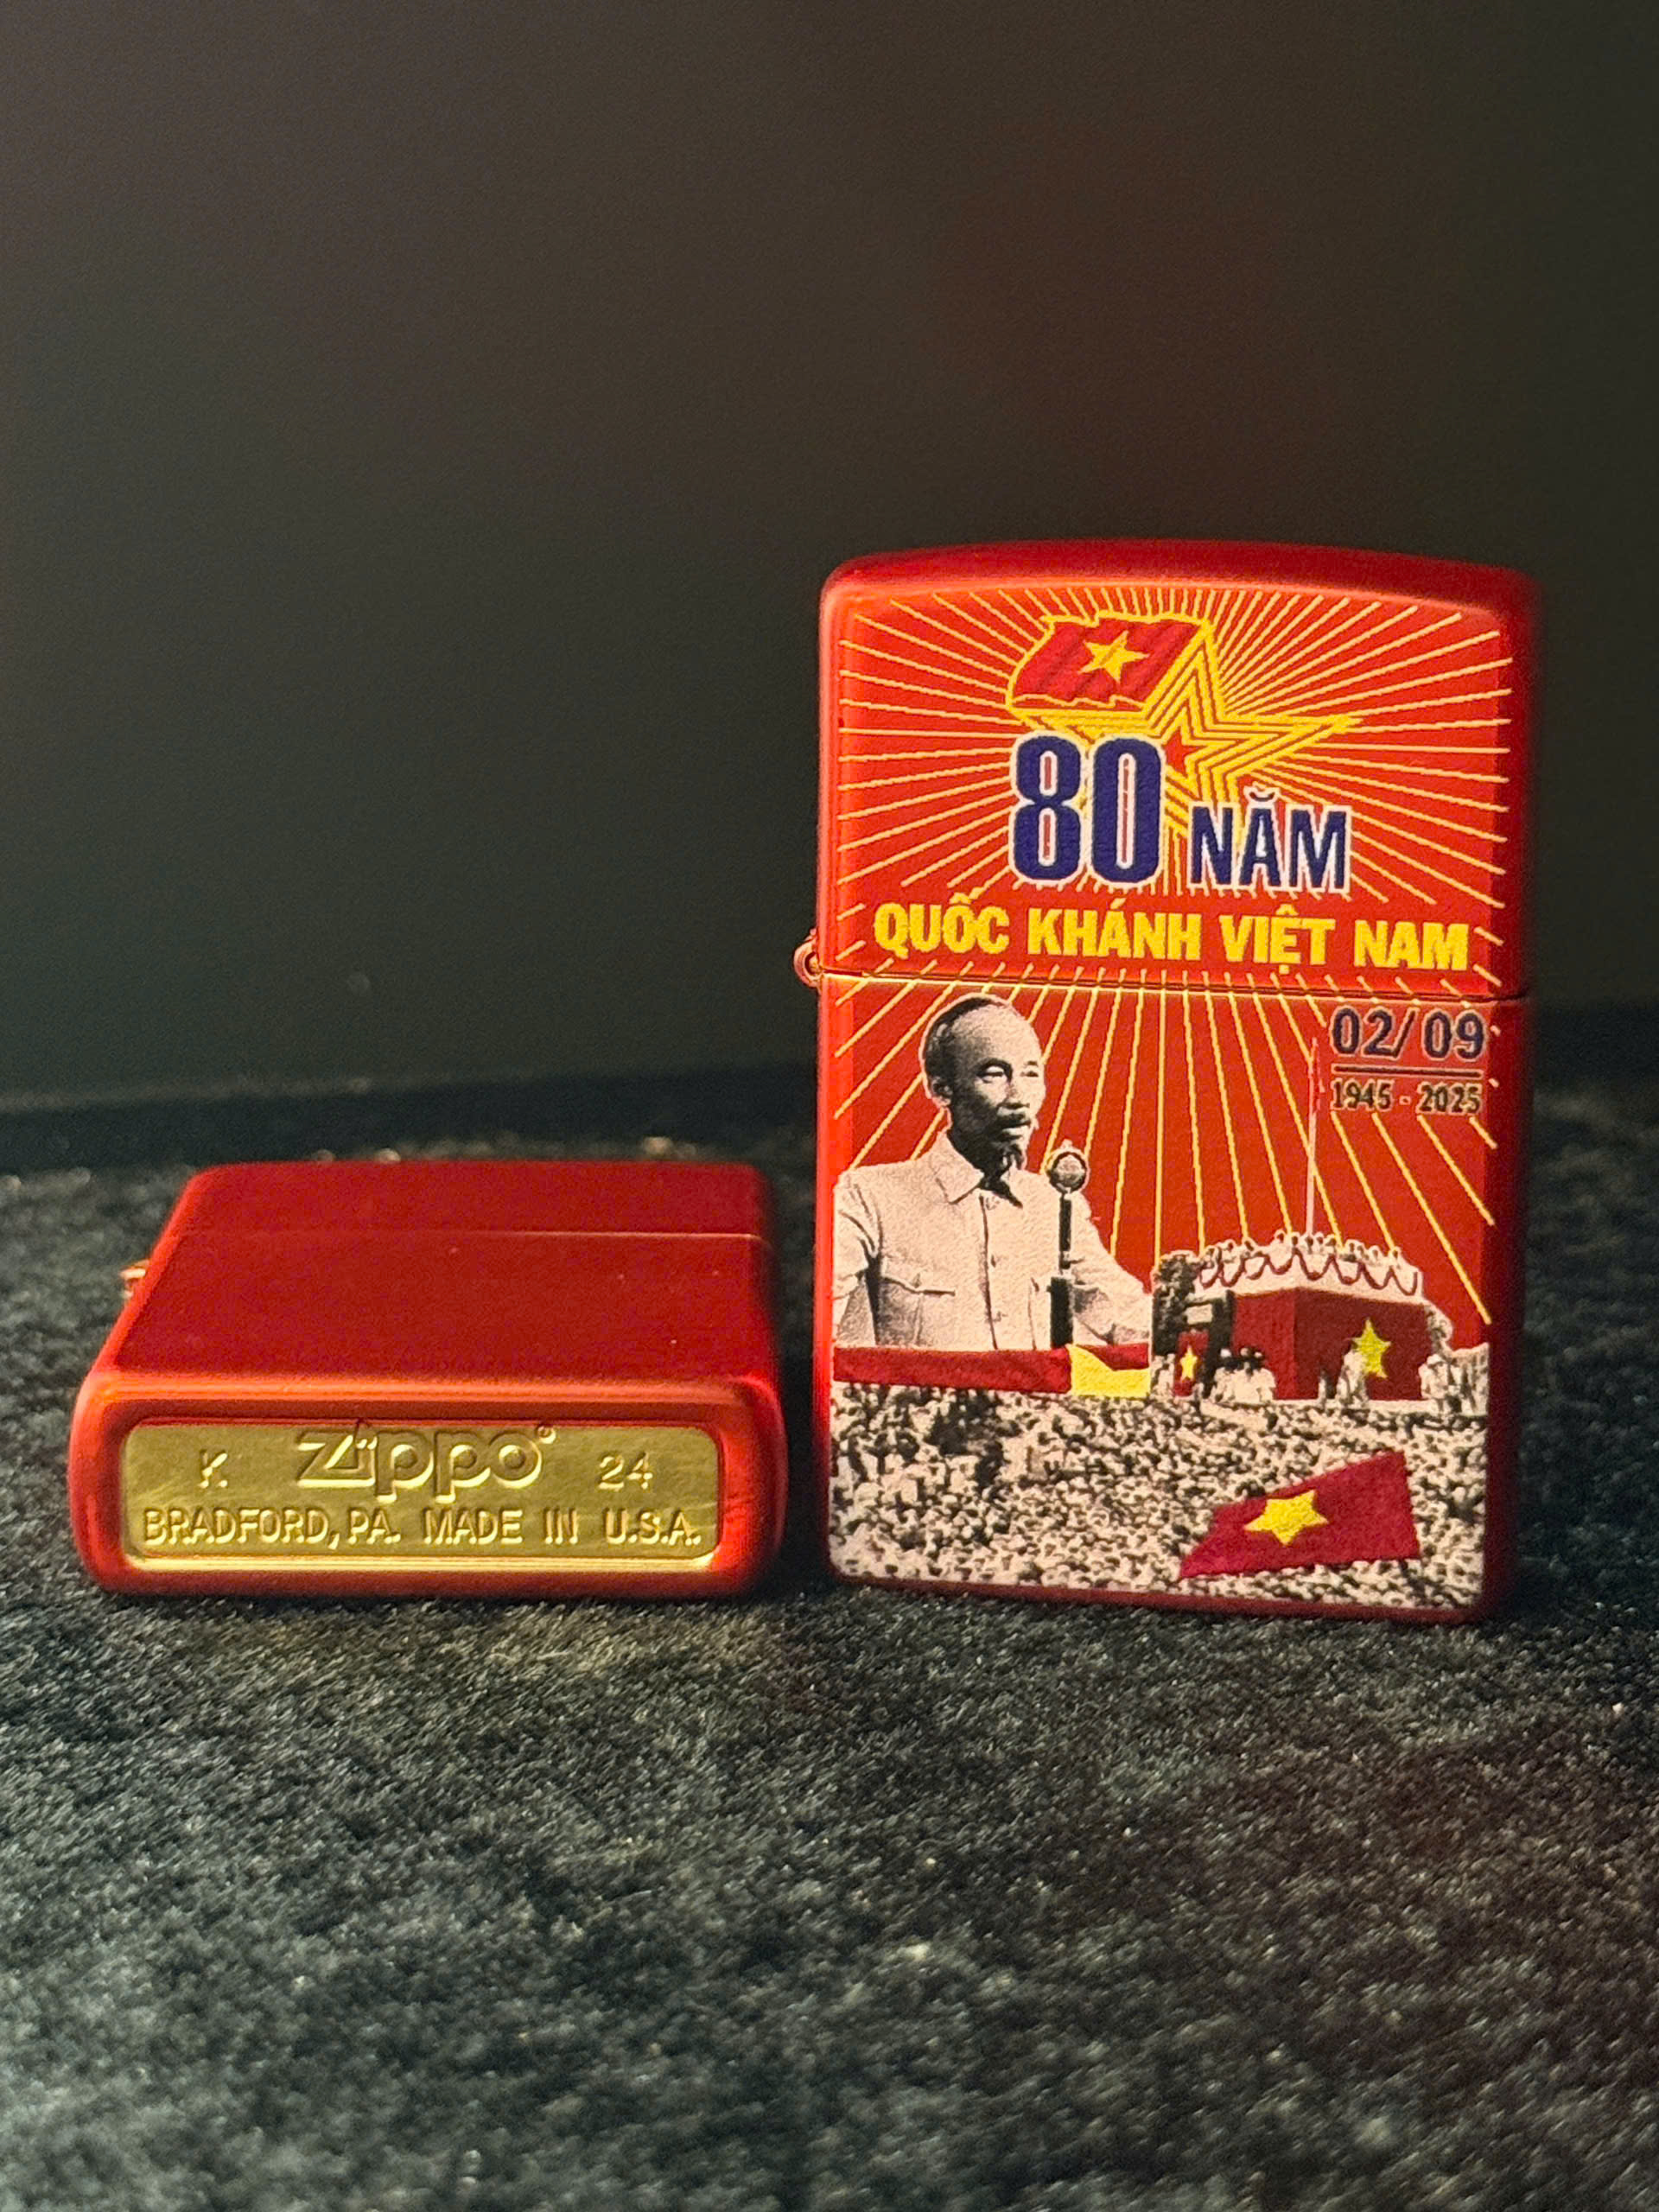 80 NĂM
QUỐC KHÁNH VIỆT NAM
02/09
1945 - 2025
K zippo® 24
BRADFORD, PA. MADE IN U.S.A.